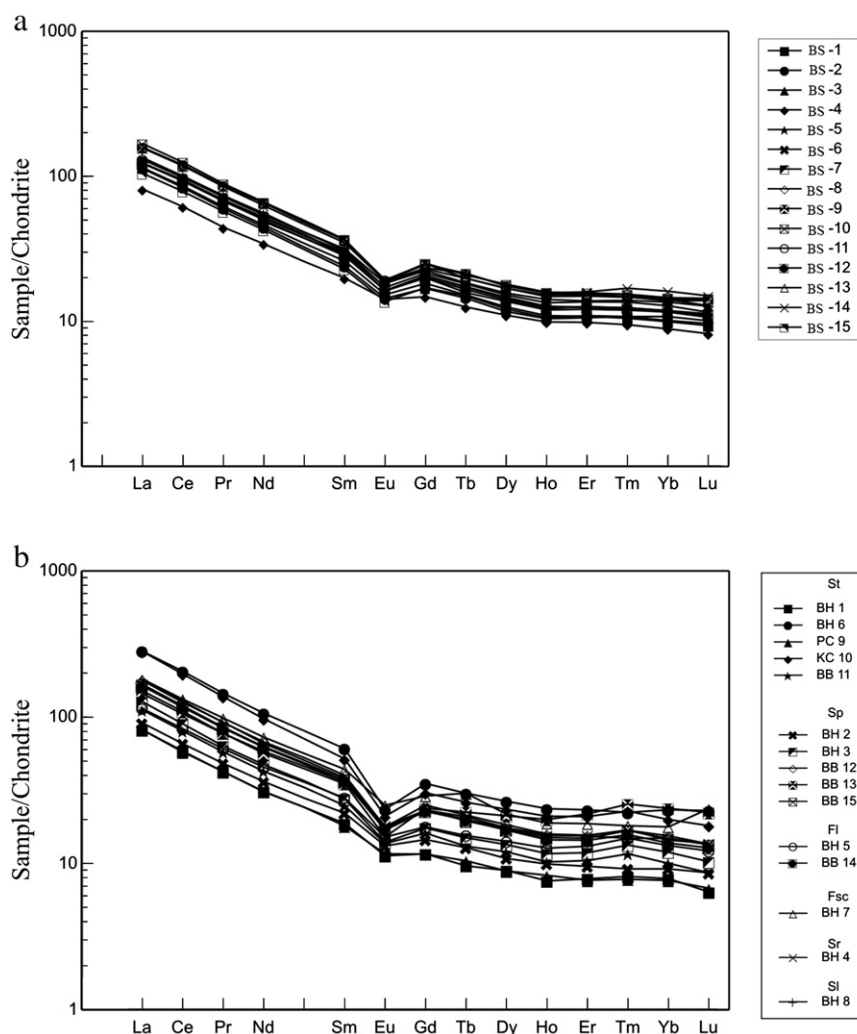 a
1000
100
10
1
Sample/Chondrite
La Ce Pr Nd Sm Eu Gd Tb Dy Ho Er Tm Yb Lu
BS -1
BS -2
BS -3
BS -4
BS -5
BS -6
BS -7
BS -8
BS -9
BS -10
BS -11
BS -12
BS -13
BS -14
BS -15
b
1000
100
10
1
Sample/Chondrite
La Ce Pr Nd Sm Eu Gd Tb Dy Ho Er Tm Yb Lu
St
BH 1
BH 6
PC 9
KC 10
BB 11
Sp
BH 2
BH 3
BB 12
BB 13
BB 15
Fl
BH 5
BB 14
Fsc
BH 7
Sr
BH 4
Sl
BH 8